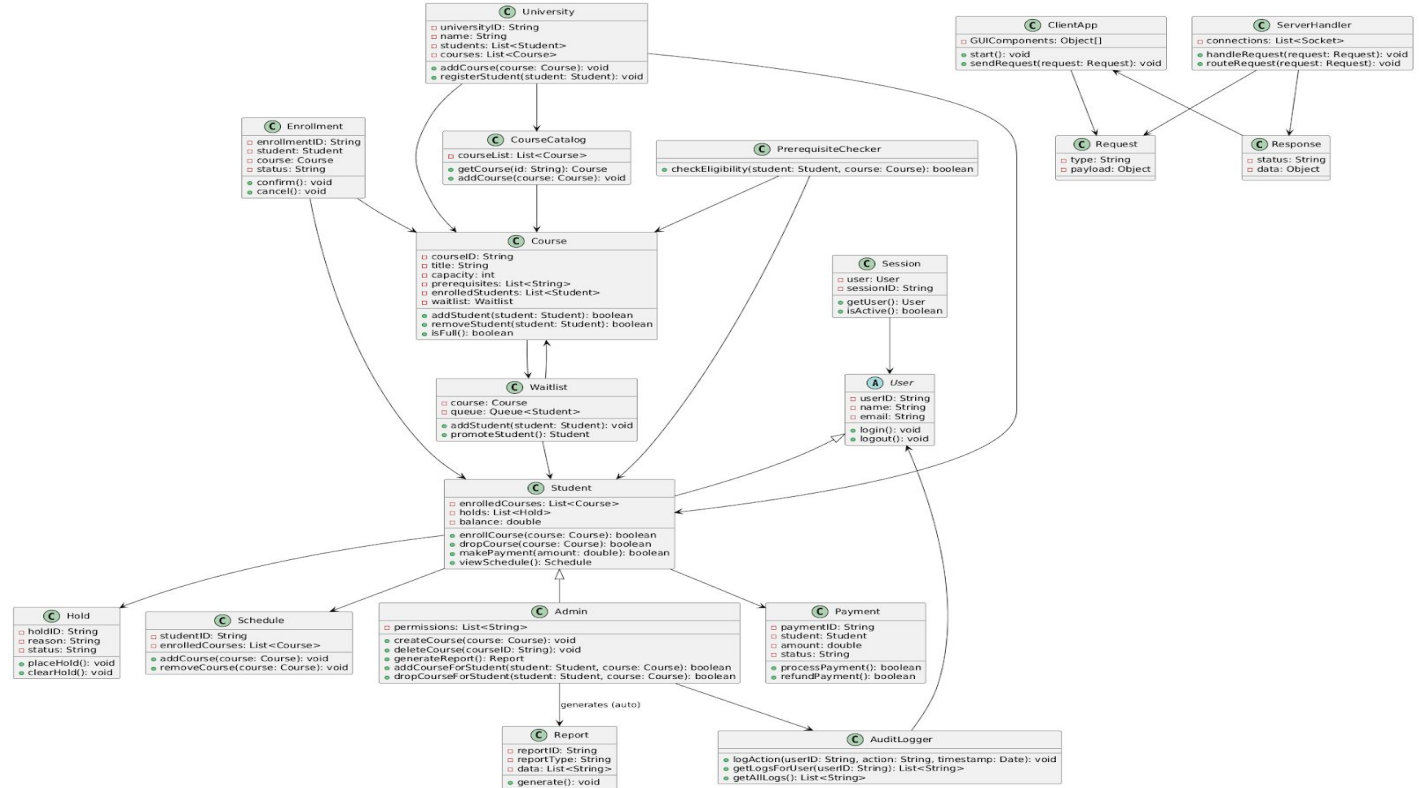 C University
universityID: String
name: String
students: List<Student>
courses: List<Course>
addCourse(course: Course): void
registerStudent(student: Student): void
C ClientApp
GUIComponents: Object[]
start(): void
sendRequest(request: Request): void
C ServerHandler
connections: List<Socket>
handleRequest(request: Request): void
routeRequest(request: Request): void
C Enrollment
enrollmentID: String
student: Student
course: Course
status: String
confirm(): void
cancel(): void
C CourseCatalog
courseList: List<Course>
getCourse(id: String): Course
addCourse(course: Course): void
C PrerequisiteChecker
checkEligibility(student: Student, course: Course): boolean
C Request
type: String
payload: Object
C Response
status: String
data: Object
C Course
courseID: String
title: String
capacity: int
prerequisites: List<String>
enrolledStudents: List<Student>
waitlist: Waitlist
addStudent(student: Student): boolean
removeStudent(student: Student): boolean
isFull(): boolean
C Session
user: User
sessionID: String
getUser(): User
isActive(): boolean
C Waitlist
course: Course
queue: Queue<Student>
addStudent(student: Student): void
promoteStudent(): Student
A User
userID: String
name: String
email: String
login(): void
logout(): void
C Student
enrolledCourses: List<Course>
holds: List<Hold>
balance: double
enrollCourse(course: Course): boolean
dropCourse(course: Course): boolean
makePayment(amount: double): boolean
viewSchedule(): Schedule
C Hold
holdID: String
reason: String
status: String
placeHold(): void
clearHold(): void
C Schedule
studentID: String
enrolledCourses: List<Course>
addCourse(course: Course): void
removeCourse(course: Course): void
C Admin
permissions: List<String>
createCourse(course: Course): void
deleteCourse(courseID: String): void
generateReport(): Report
addCourseForStudent(student: Student, course: Course): boolean
dropCourseForStudent(student: Student, course: Course): boolean
C Payment
paymentID: String
student: Student
amount: double
status: String
processPayment(): boolean
refundPayment(): boolean
generates (auto)
C Report
reportID: String
reportType: String
data: List<String>
generate(): void
C AuditLogger
logAction(userID: String, action: String, timestamp: Date): void
getLogsForUser(userID: String): List<String>
getAllLogs(): List<String>